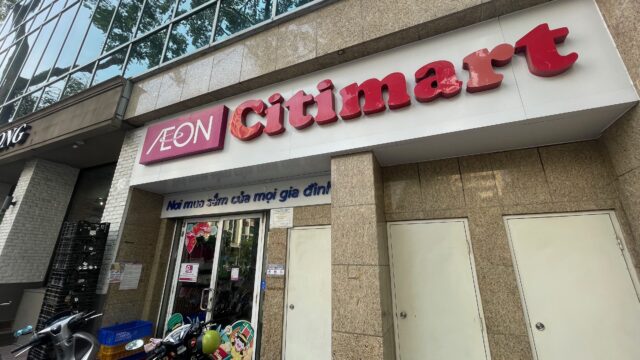 ÆON Citimart
Nơi mua sắm của mọi gia đình